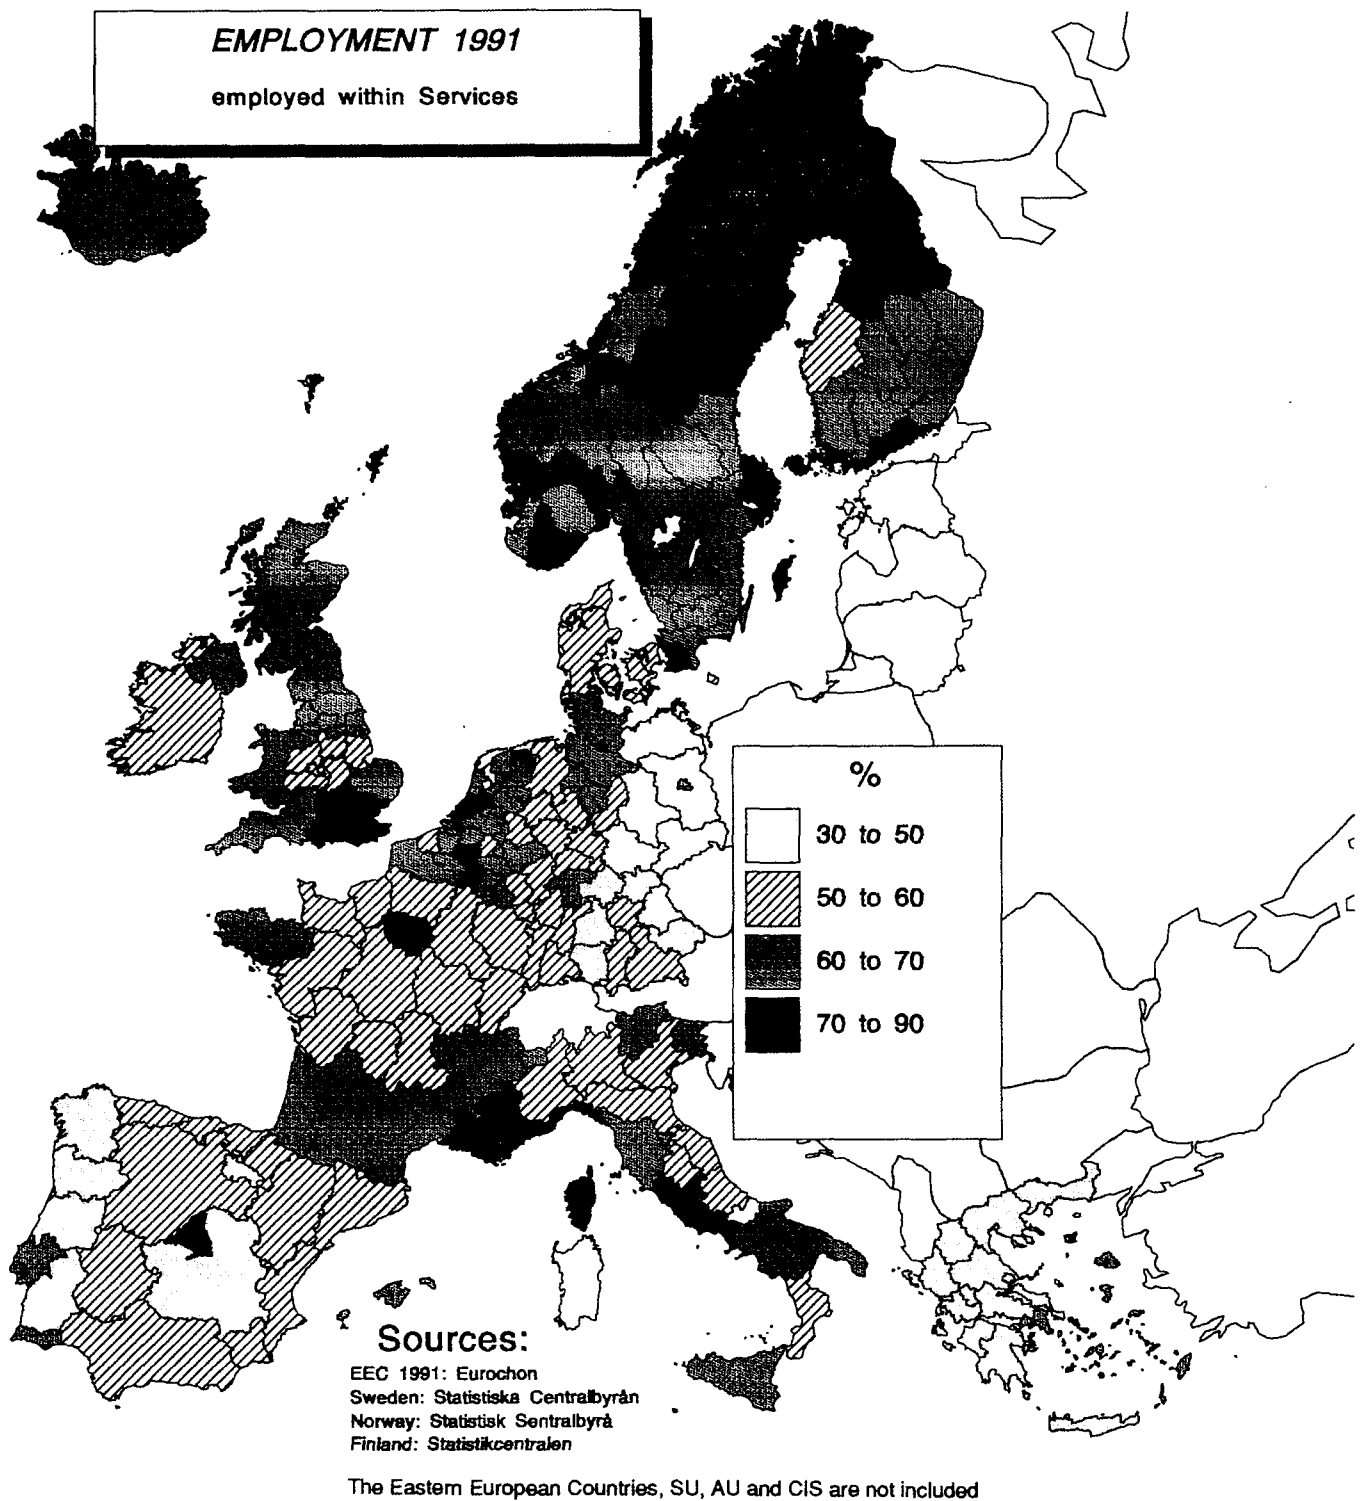 EMPLOYMENT 1991
employed within Services
%
30 to 50
50 to 60
60 to 70
70 to 90
Sources:
EEC 1991: Eurochon
Sweden: Statistiska Centralbyrån
Norway: Statistisk Sentralbyrå
Finland: Statistikcentralen
The Eastern European Countries, SU, AU and CIS are not included